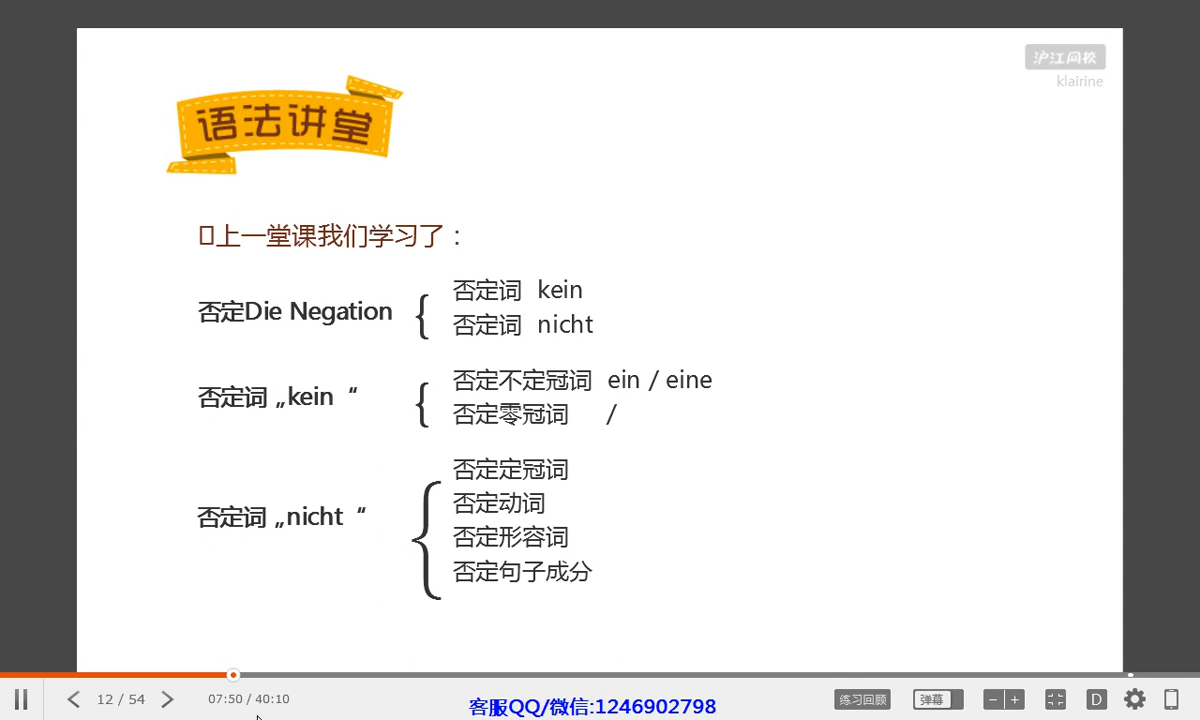 沪江网校
klairine
语法讲堂
上一堂课我们学习了：
否定Die Negation
否定词 kein
否定词 nicht
否定词 „kein “
否定不定冠词 ein / eine
否定零冠词 /
否定词 „nicht “
否定定冠词
否定动词
否定形容词
否定句子成分
12 / 54
07:50 / 40:10
客服QQ/微信:1246902798
练习回顾
弹幕
D